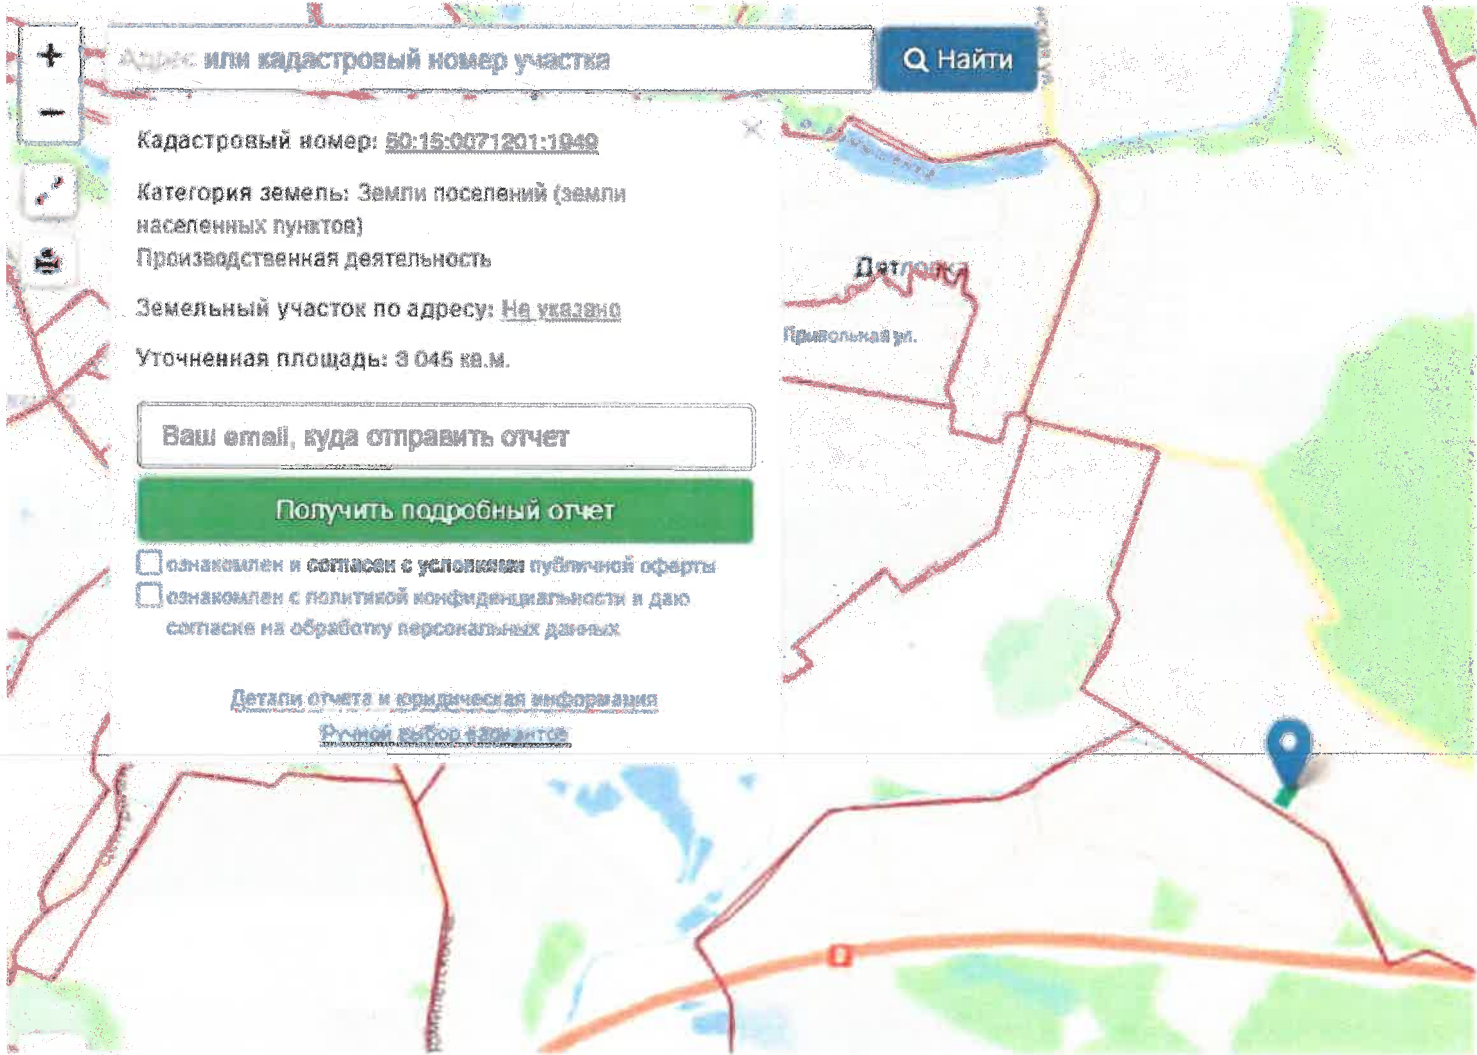 +
Адрес или кадастровый номер участка
Найти
−
Кадастровый номер: 50:15:0071201:1949
Категория земель: Земли поселений (земли
населенных пунктов)
Производственная деятельность
Дятловка
Земельный участок по адресу: Не указано
Привольная ул.
Уточненная площадь: 3 045 кв.м.
Ваш email, куда отправить отчет
Получить подробный отчет
ознакомлен и согласен с условиями публичной оферты
ознакомлен с политикой конфиденциальности и даю
согласие на обработку персональных данных
Детали отчета и юридическая информация
Ручной выбор вариантов